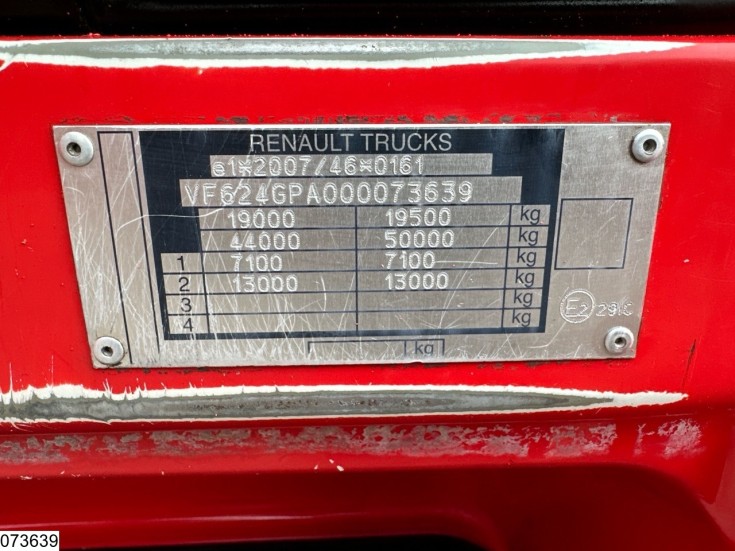 RENAULT TRUCKS
e1*2007/46*0161
VF624GPA000073639
19000 19500 kg
44000 50000 kg
1 7100 7100 kg
2 13000 13000 kg
3 kg
4 kg
kg
E2
073639